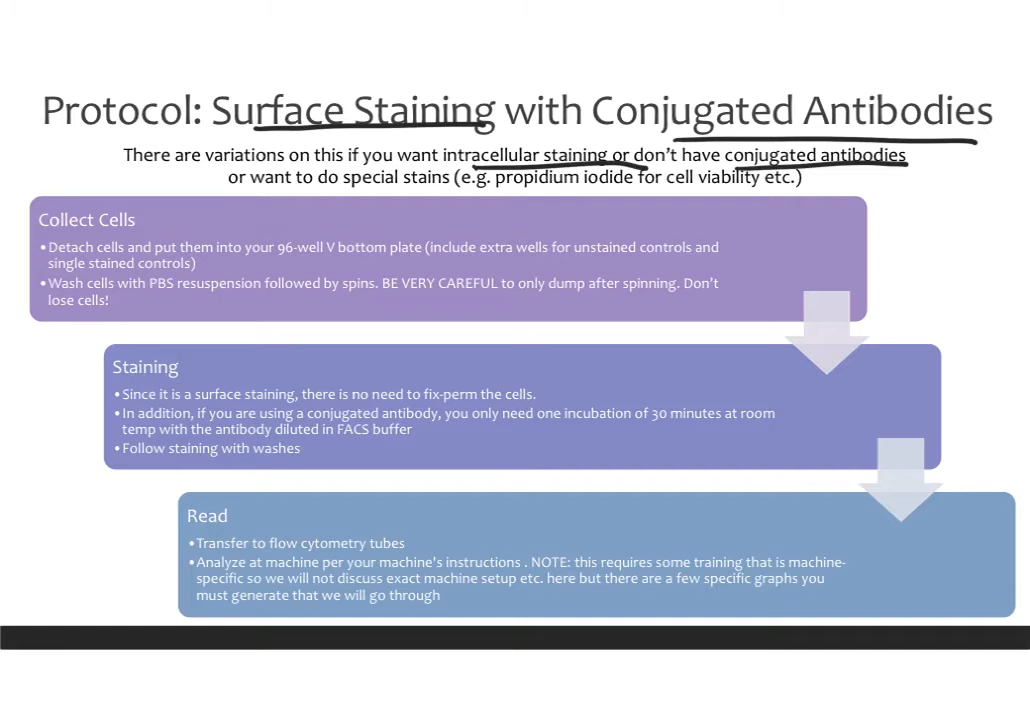 Protocol: Surface Staining with Conjugated Antibodies
There are variations on this if you want intracellular staining or don't have conjugated antibodies
or want to do special stains (e.g. propidium iodide for cell viability etc.)
Collect Cells
•Detach cells and put them into your 96-well V bottom plate (include extra wells for unstained controls and
single stained controls)
•Wash cells with PBS resuspension followed by spins. BE VERY CAREFUL to only dump after spinning. Don't
lose cells!
Staining
•Since it is a surface staining, there is no need to fix-perm the cells.
•In addition, if you are using a conjugated antibody, you only need one incubation of 30 minutes at room
temp with the antibody diluted in FACS buffer
•Follow staining with washes
Read
•Transfer to flow cytometry tubes
•Analyze at machine per your machine's instructions . NOTE: this requires some training that is machine-
specific so we will not discuss exact machine setup etc. here but there are a few specific graphs you
must generate that we will go through